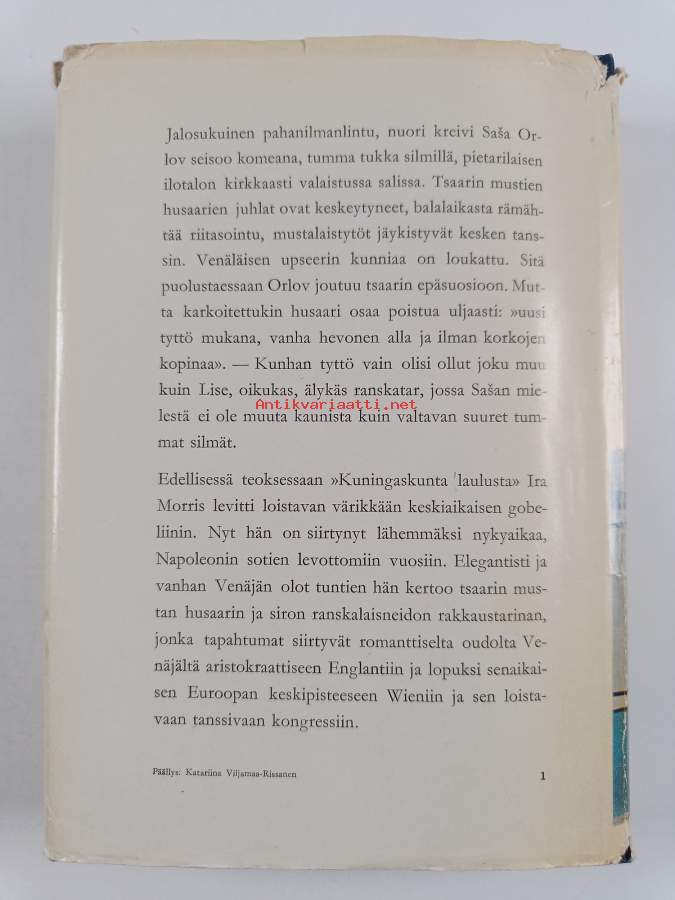 Jalosukuinen pahanilmanlintu, nuori kreivi Saša Or-
lov seisoo komeana, tumma tukka silmillä, pietarilaisen
ilotalon kirkkaasti valaistussa salissa. Tsaarin mustien
husaarien juhlat ovat keskeytyneet, balalaikasta rämäh-
tää riitasointu, mustalaistytöt jäykistyvät kesken tans-
sin. Venäläisen upseerin kunniaa on loukattu. Sitä
puolustaessaan Orlov joutuu tsaarin epäsuosioon. Mut-
ta karkoitettukin husaari osaa poistua uljaasti: »uusi
tyttö mukana, vanha hevonen alla ja ilman korkojen
kopinaa». — Kunhan tyttö vain olisi ollut joku muu
kuin Lise, oikukas, älykäs ranskatar, jossa Sašan mie-
Antikvariaatti.net
lestä ei ole muuta kaunista kuin valtavan suuret tum-
mat silmät.
Edellisessä teoksessaan »Kuningaskunta laulusta» Ira
Morris levitti loistavan värikkään keskiaikaisen gobe-
liinin. Nyt hän on siirtynyt lähemmäksi nykyaikaa,
Napoleonin sotien levottomiin vuosiin. Elegantisti ja
vanhan Venäjän olot tuntien hän kertoo tsaarin mus-
tan husaarin ja siron ranskalaisneidon rakkaustarinan,
jonka tapahtumat siirtyvät romanttiselta oudolta Ve-
näjältä aristokraattiseen Englantiin ja lopuksi senaikai-
sen Euroopan keskipisteeseen Wieniin ja sen loista-
vaan tanssivaan kongressiin.
Päällys: Katariina Viljamaa-Rissanen
1